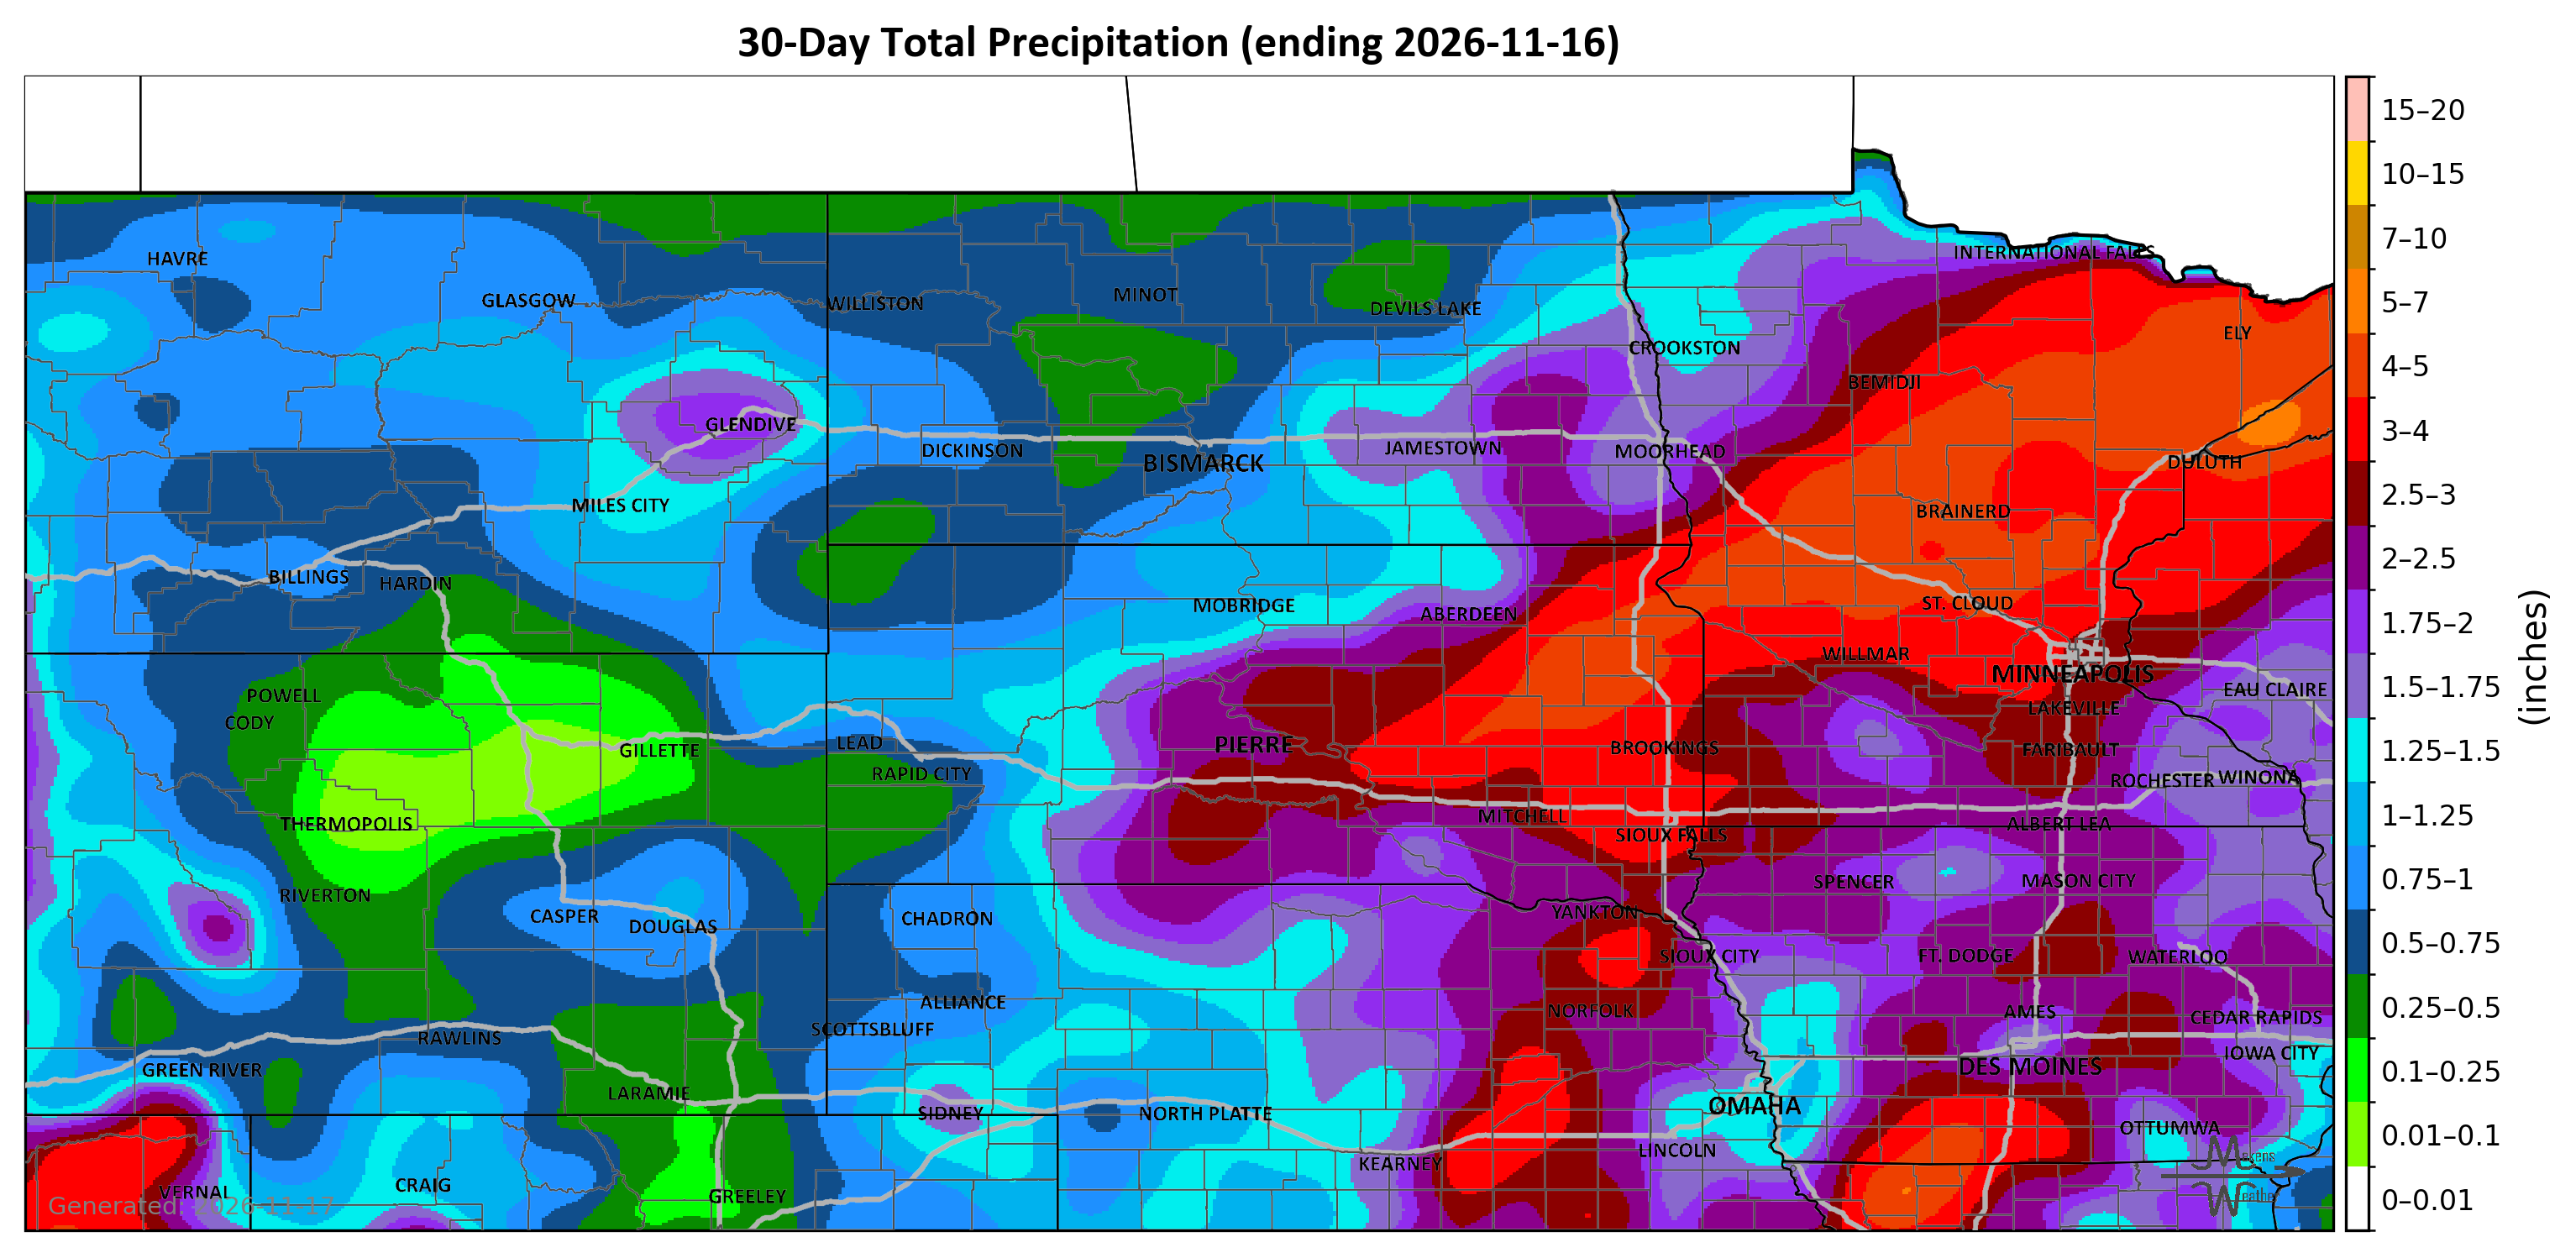 30-Day Total Precipitation (ending 2026-11-16)
15–20
10–15
7–10
5–7
4–5
3–4
2.5–3
2–2.5
1.75–2
1.5–1.75
1.25–1.5
1–1.25
0.75–1
0.5–0.75
0.25–0.5
0.1–0.25
0.01–0.1
0–0.01
(inches)
INTERNATIONAL FALLS
HAVRE
GLASGOW
WILLISTON
MINOT
DEVILS LAKE
ELY
CROOKSTON
BEMIDJI
GLENDIVE
DICKINSON
BISMARCK
JAMESTOWN
MOORHEAD
DULUTH
MILES CITY
BRAINERD
BILLINGS
HARDIN
MOBRIDGE
ABERDEEN
ST. CLOUD
WILLMAR
MINNEAPOLIS
POWELL
CODY
EAU CLAIRE
LAKEVILLE
GILLETTE
LEAD
PIERRE
BROOKINGS
FARIBAULT
RAPID CITY
ROCHESTER
WINONA
THERMOPOLIS
MITCHELL
SIOUX FALLS
ALBERT LEA
RIVERTON
SPENCER
MASON CITY
CASPER
DOUGLAS
CHADRON
YANKTON
SIOUX CITY
FT. DODGE
WATERLOO
ALLIANCE
NORFOLK
AMES
CEDAR RAPIDS
SCOTTSBLUFF
RAWLINS
IOWA CITY
GREEN RIVER
DES MOINES
LARAMIE
SIDNEY
NORTH PLATTE
OMAHA
OTTUMWA
LINCOLN
KEARNEY
VERNAL
CRAIG
GREELEY
Generated: 2026-11-17
Makens
Weather